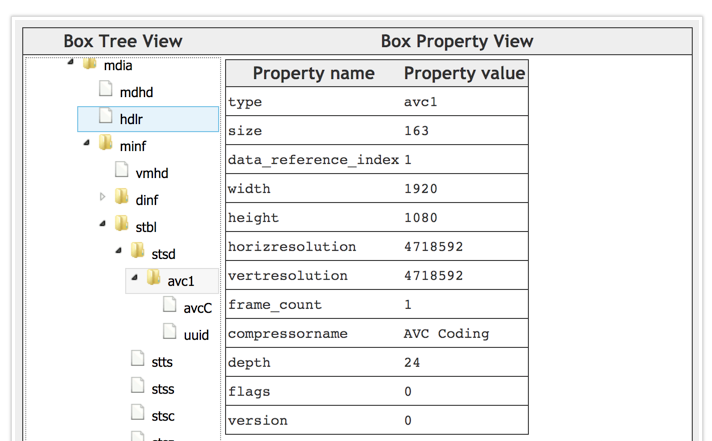 Box Tree View
Box Property View
mdia
mdhd
hdlr
minf
vmhd
dinf
stbl
stsd
avc1
avcC
uuid
stts
stss
stsc
Property name Property value
type avc1
size 163
data_reference_index 1
width 1920
height 1080
horizresolution 4718592
vertresolution 4718592
frame_count 1
compressorname AVC Coding
depth 24
flags 0
version 0